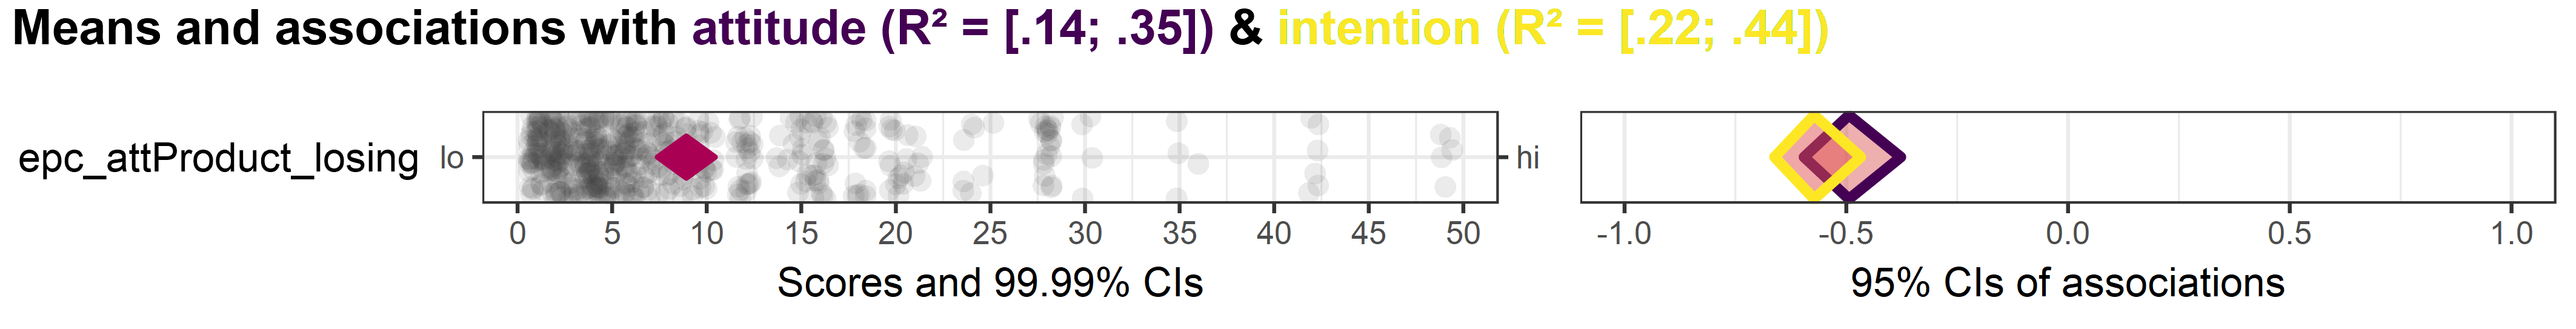 Means and associations with attitude (R² = [.14; .35]) & intention (R² = [.22; .44])
epc_attProduct_losing lo hi
0 5 10 15 20 25 30 35 40 45 50
Scores and 99.99% CIs
-1.0 -0.5 0.0 0.5 1.0
95% CIs of associations